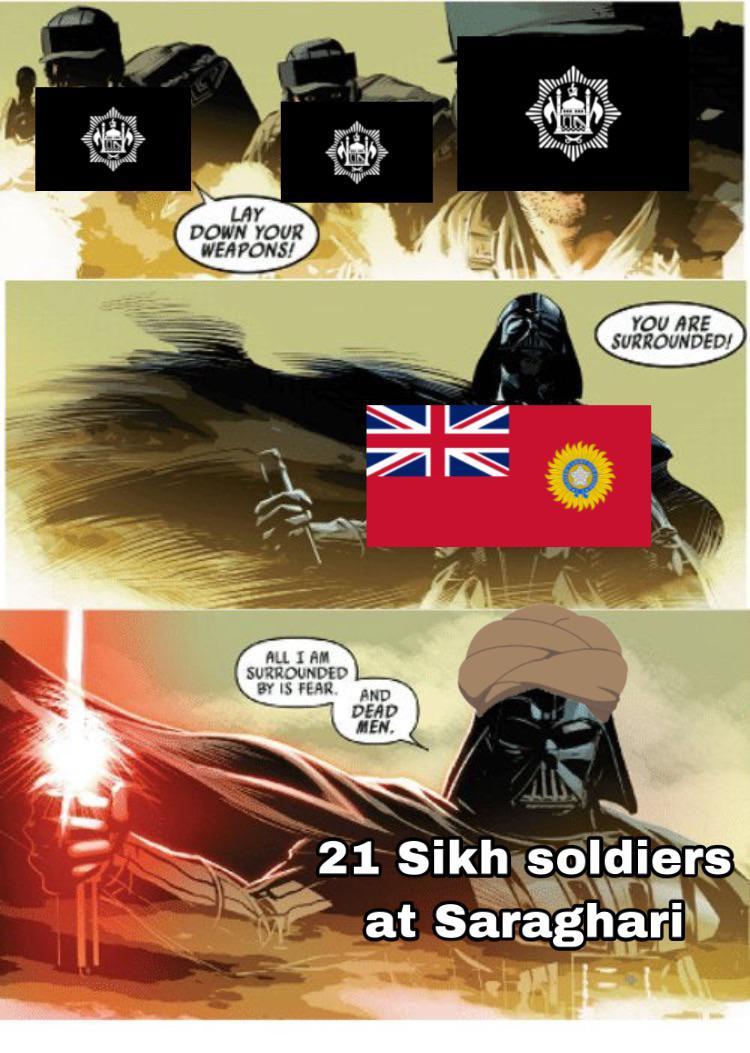 LAY
DOWN YOUR
WEAPONS!
YOU ARE
SURROUNDED!
ALL I AM
SURROUNDED
BY IS FEAR.
AND
DEAD
MEN.
21 Sikh soldiers
at Saraghari